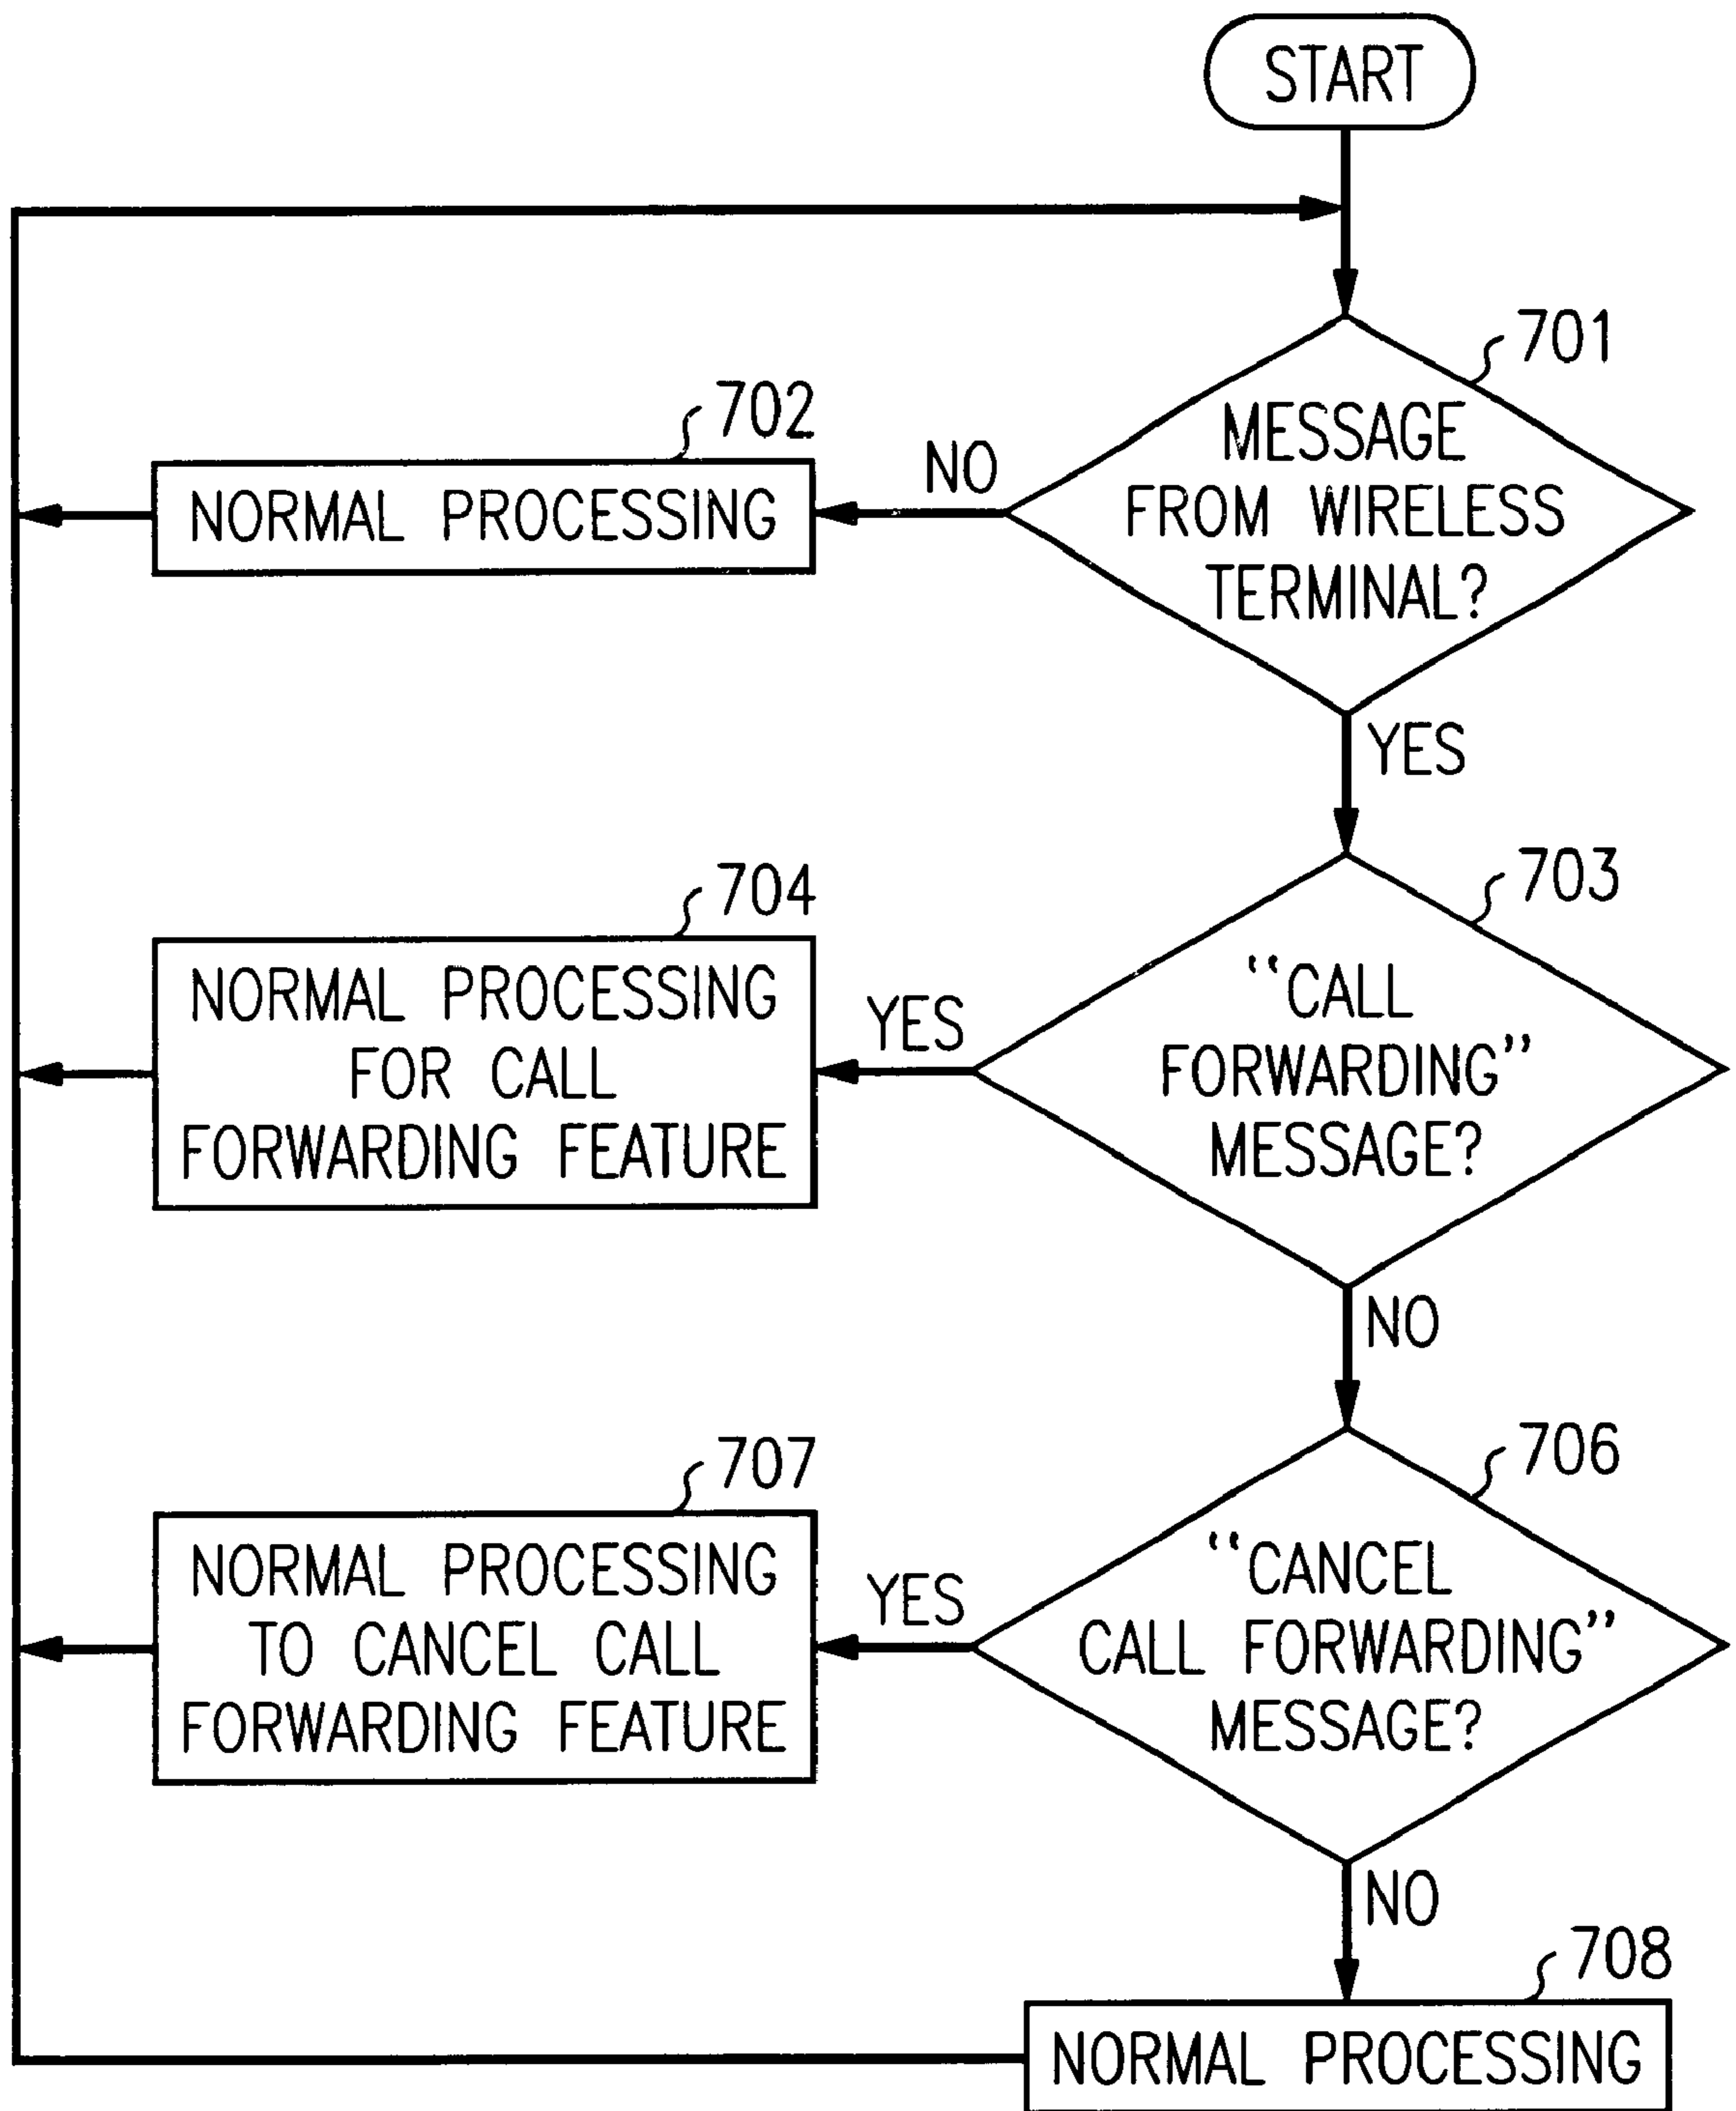 START
701
MESSAGE
FROM WIRELESS
TERMINAL?
NO
702
NORMAL PROCESSING
YES
703
“CALL
FORWARDING”
MESSAGE?
YES
704
NORMAL PROCESSING
FOR CALL
FORWARDING FEATURE
NO
706
“CANCEL
CALL FORWARDING”
MESSAGE?
YES
707
NORMAL PROCESSING
TO CANCEL CALL
FORWARDING FEATURE
NO
708
NORMAL PROCESSING